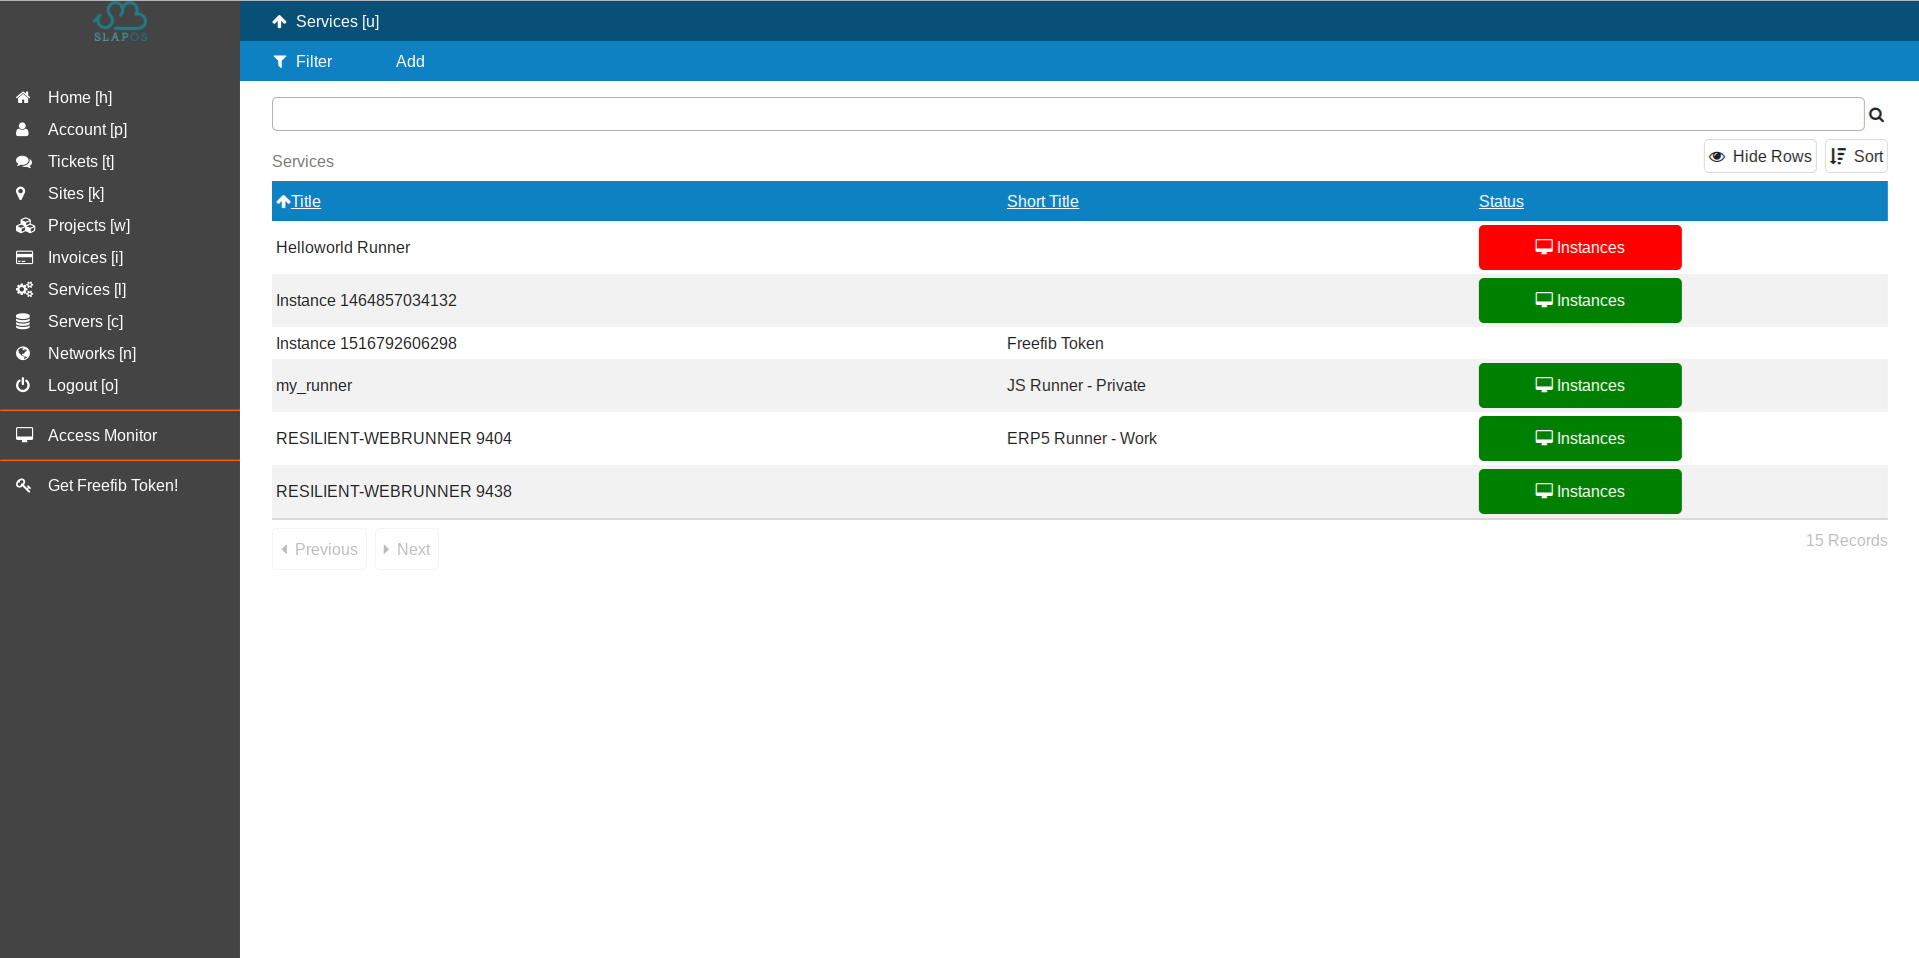 SLAPOS
Services [u]
Filter Add
Home [h]
Account [p]
Tickets [t]
Sites [k]
Projects [w]
Invoices [i]
Services [l]
Servers [c]
Networks [n]
Logout [o]
Access Monitor
Get Freefib Token!
Services Hide Rows Sort
Title Short Title Status
Helloworld Runner Instances
Instance 1464857034132 Instances
Instance 1516792606298 Freefib Token
my_runner JS Runner - Private Instances
RESILIENT-WEBRUNNER 9404 ERP5 Runner - Work Instances
RESILIENT-WEBRUNNER 9438 Instances
Previous Next 15 Records